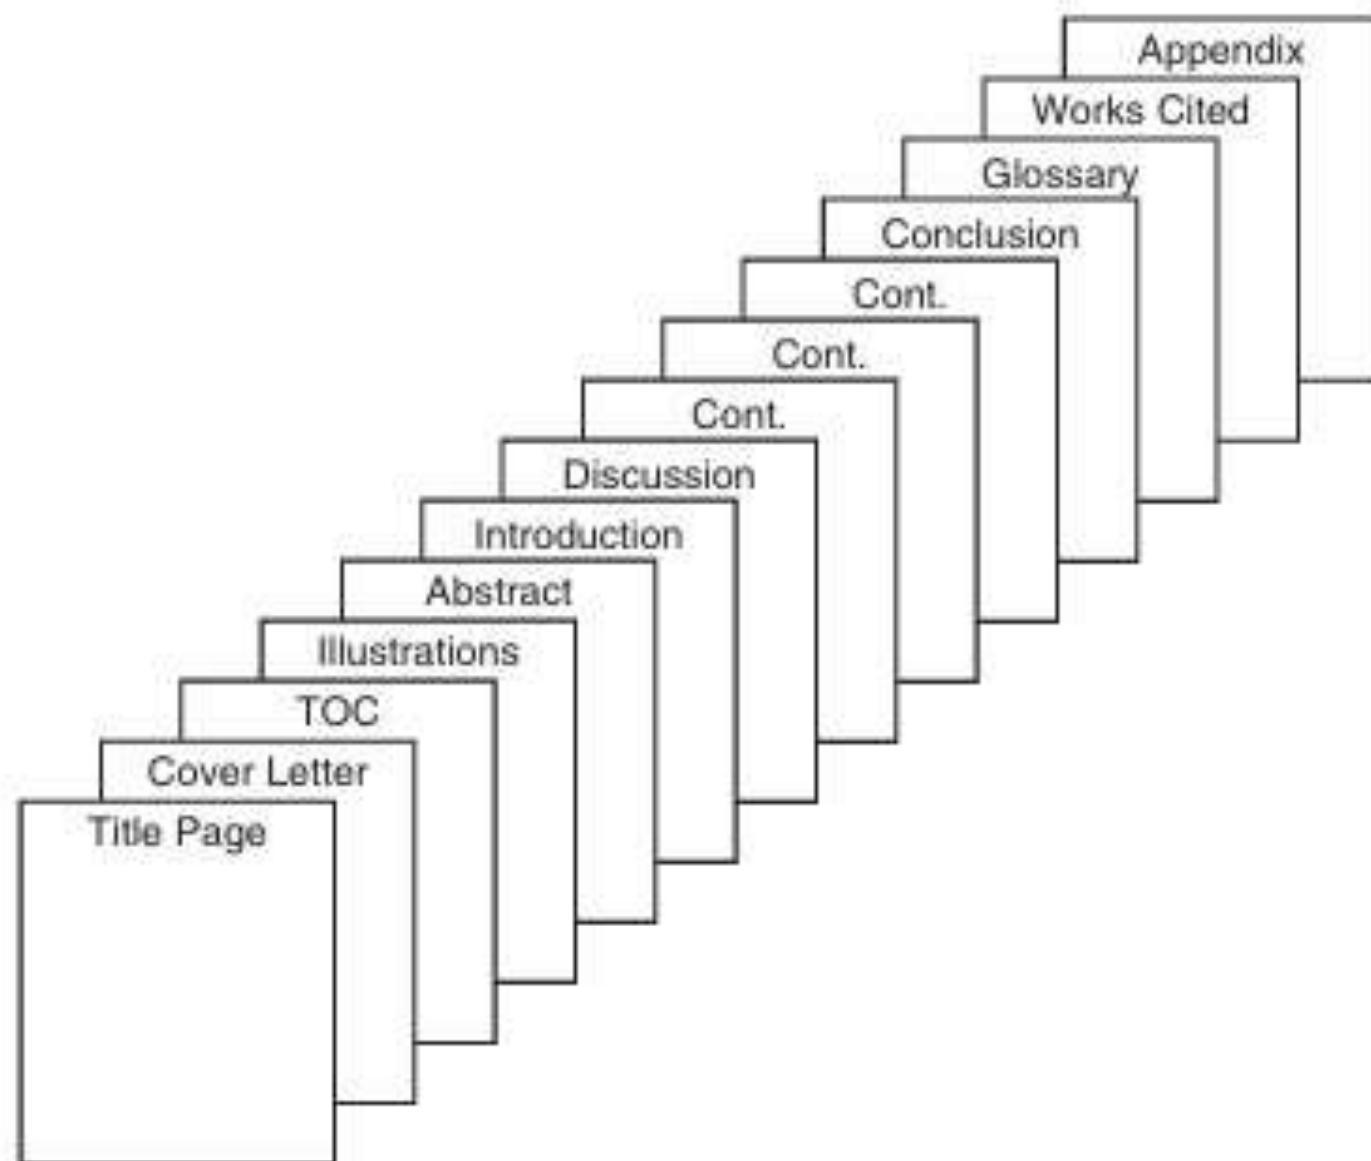 Appendix
Works Cited
Glossary
Conclusion
Cont.
Cont.
Cont.
Discussion
Introduction
Abstract
Illustrations
TOC
Cover Letter
Title Page